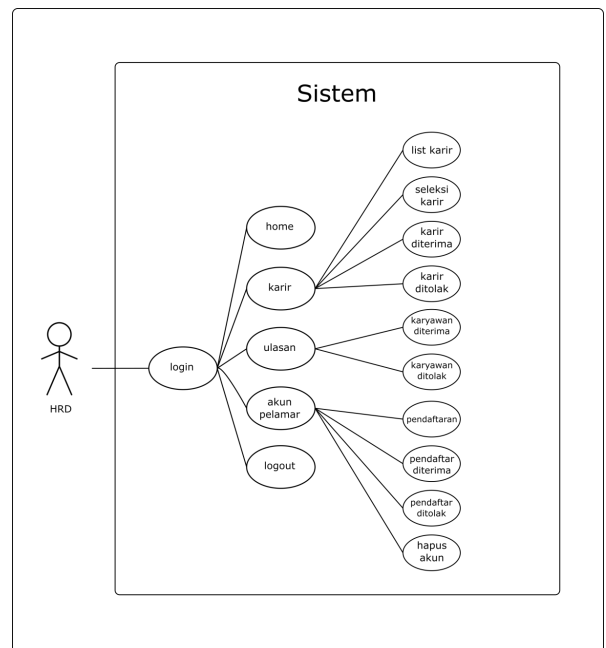 Sistem
list karir
seleksi
karir
home
karir
diterima
karir
karir
ditolak
karyawan
diterima
ulasan
login
karyawan
ditolak
HRD
akun
pelamar
pendaftaran
logout
pendaftar
diterima
pendaftar
ditolak
hapus
akun